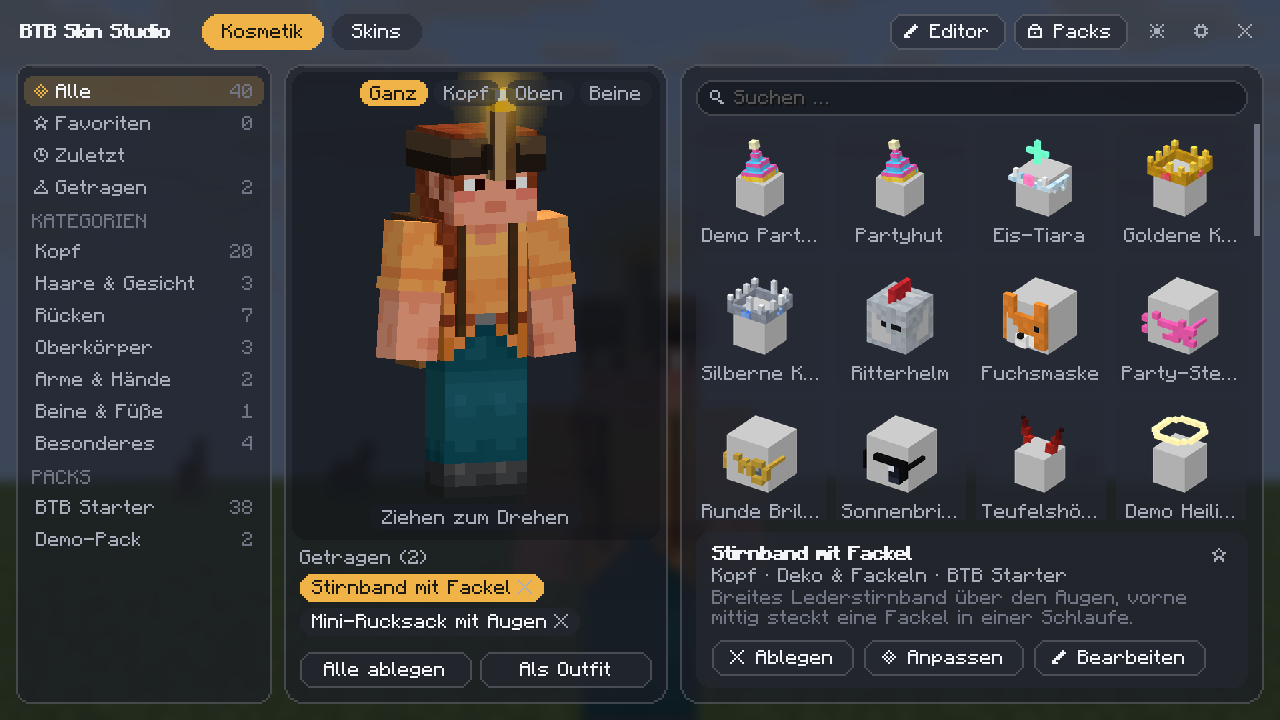 BTB Skin Studio
Kosmetik
Skins
Editor
Packs
Alle 40
Favoriten 0
Zuletzt
Getragen 2
KATEGORIEN
Kopf 20
Haare & Gesicht 3
Rücken 7
Oberkörper 3
Arme & Hände 2
Beine & Füße 1
Besonderes 4
PACKS
BTB Starter 38
Demo-Pack 2
Ganz Kopf Oben Beine
Ziehen zum Drehen
Getragen (2)
Stirnband mit Fackel
Mini-Rucksack mit Augen
Alle ablegen
Als Outfit
Suchen ...
Demo Part... Partyhut Eis-Tiara Goldene K...
Silberne K... Ritterhelm Fuchsmaske Party-Ste...
Runde Bril... Sonnenbri... Teufelshö... Demo Heili...
Stirnband mit Fackel
Kopf · Deko & Fackeln · BTB Starter
Breites Lederstirnband über den Augen, vorne
mittig steckt eine Fackel in einer Schlaufe.
Ablegen
Anpassen
Bearbeiten